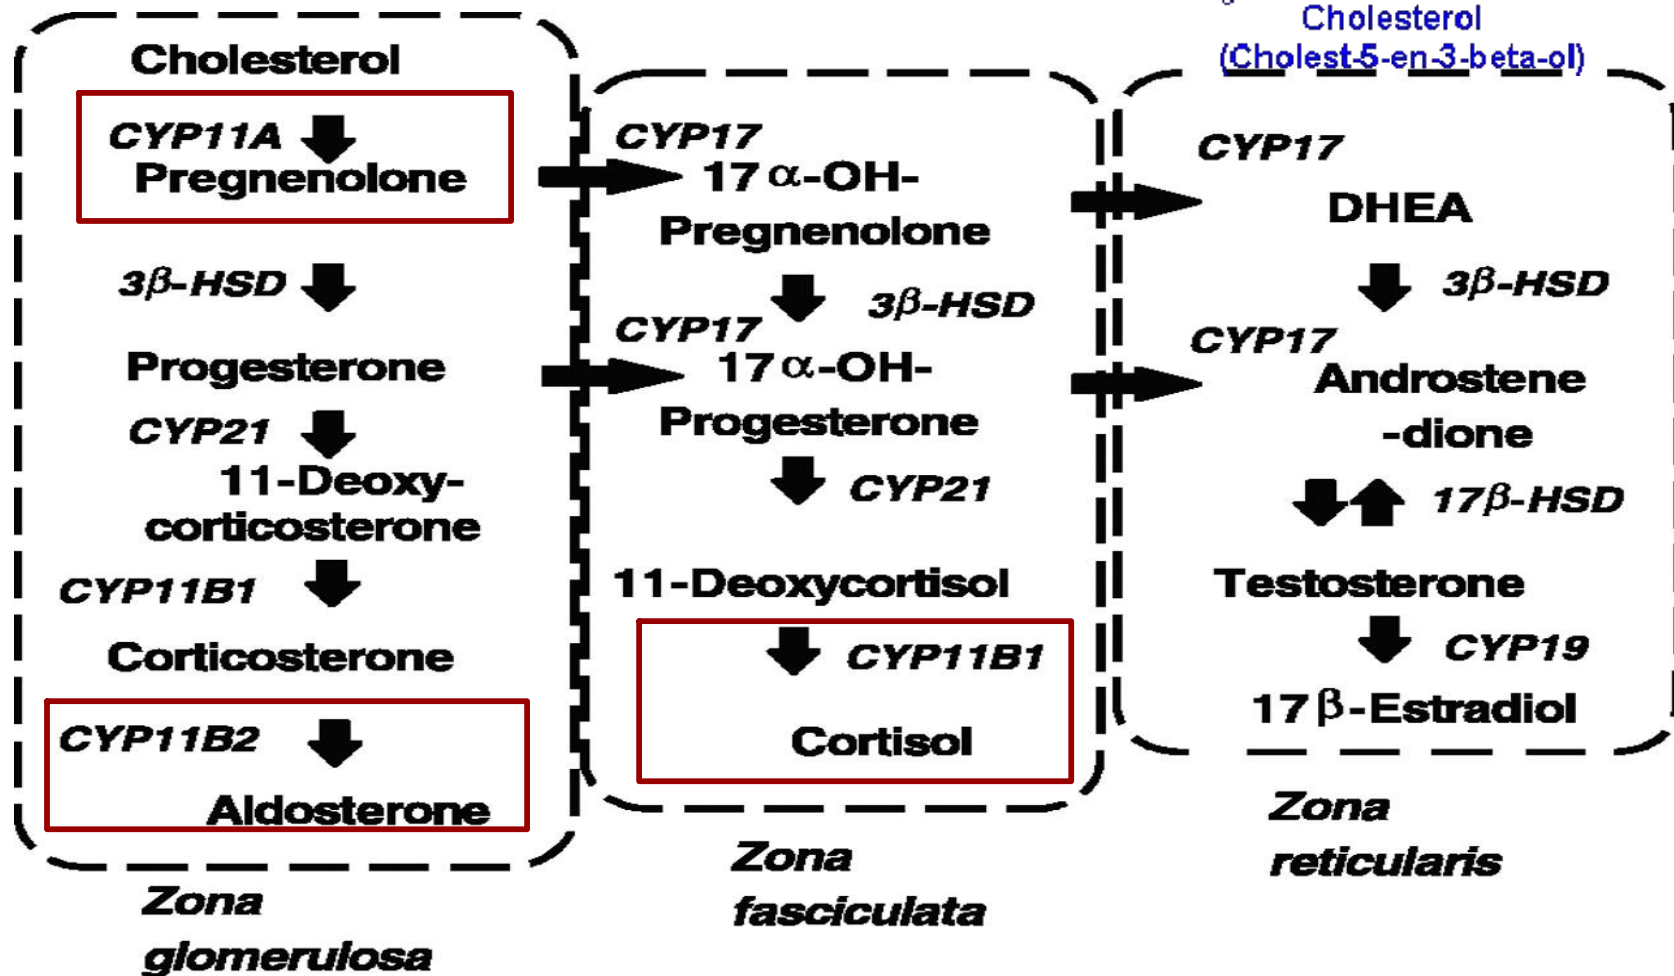 Cholesterol
(Cholest-5-en-3-beta-ol)
Cholesterol
CYP11A
Pregnenolone
3β-HSD
Progesterone
CYP21
11-Deoxy-
corticosterone
CYP11B1
Corticosterone
CYP11B2
Aldosterone
Zona
glomerulosa
CYP17
17α-OH-
Pregnenolone
3β-HSD
CYP17
17α-OH-
Progesterone
CYP21
11-Deoxycortisol
CYP11B1
Cortisol
Zona
fasciculata
CYP17
DHEA
3β-HSD
CYP17
Androstene
-dione
17β-HSD
Testosterone
CYP19
17β-Estradiol
Zona
reticularis